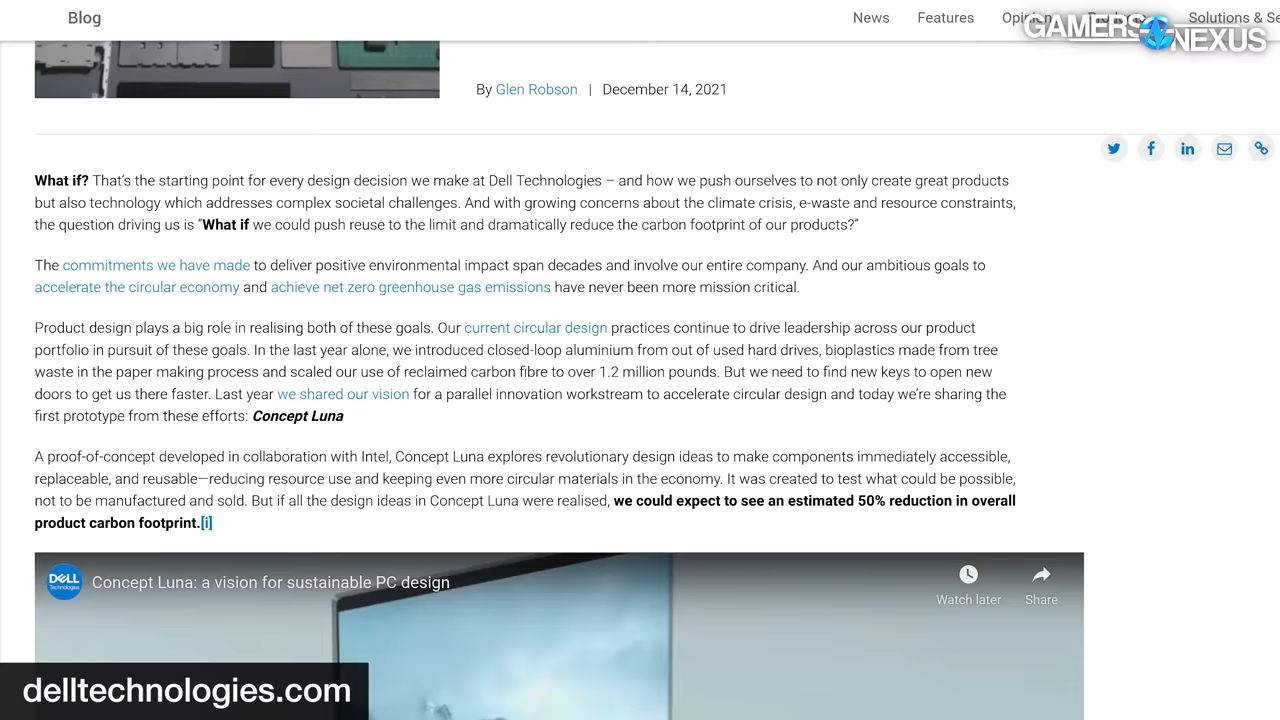 Blog
News Features Solutions & Se
GAMERS NEXUS
By Glen Robson | December 14, 2021
What if? That's the starting point for every design decision we make at Dell Technologies – and how we push ourselves to not only create great products
but also technology which addresses complex societal challenges. And with growing concerns about the climate crisis, e-waste and resource constraints,
the question driving us is "What if we could push reuse to the limit and dramatically reduce the carbon footprint of our products?"
The commitments we have made to deliver positive environmental impact span decades and involve our entire company. And our ambitious goals to
accelerate the circular economy and achieve net zero greenhouse gas emissions have never been more mission critical.
Product design plays a big role in realising both of these goals. Our current circular design practices continue to drive leadership across our product
portfolio in pursuit of these goals. In the last year alone, we introduced closed-loop aluminium from out of used hard drives, bioplastics made from tree
waste in the paper making process and scaled our use of reclaimed carbon fibre to over 1.2 million pounds. But we need to find new keys to open new
doors to get us there faster. Last year we shared our vision for a parallel innovation workstream to accelerate circular design and today we're sharing the
first prototype from these efforts: Concept Luna
A proof-of-concept developed in collaboration with Intel, Concept Luna explores revolutionary design ideas to make components immediately accessible,
replaceable, and reusable—reducing resource use and keeping even more circular materials in the economy. It was created to test what could be possible,
not to be manufactured and sold. But if all the design ideas in Concept Luna were realised, we could expect to see an estimated 50% reduction in overall
product carbon footprint.[i]
DELL Technologies
Concept Luna: a vision for sustainable PC design
Watch later Share
delltechnologies.com